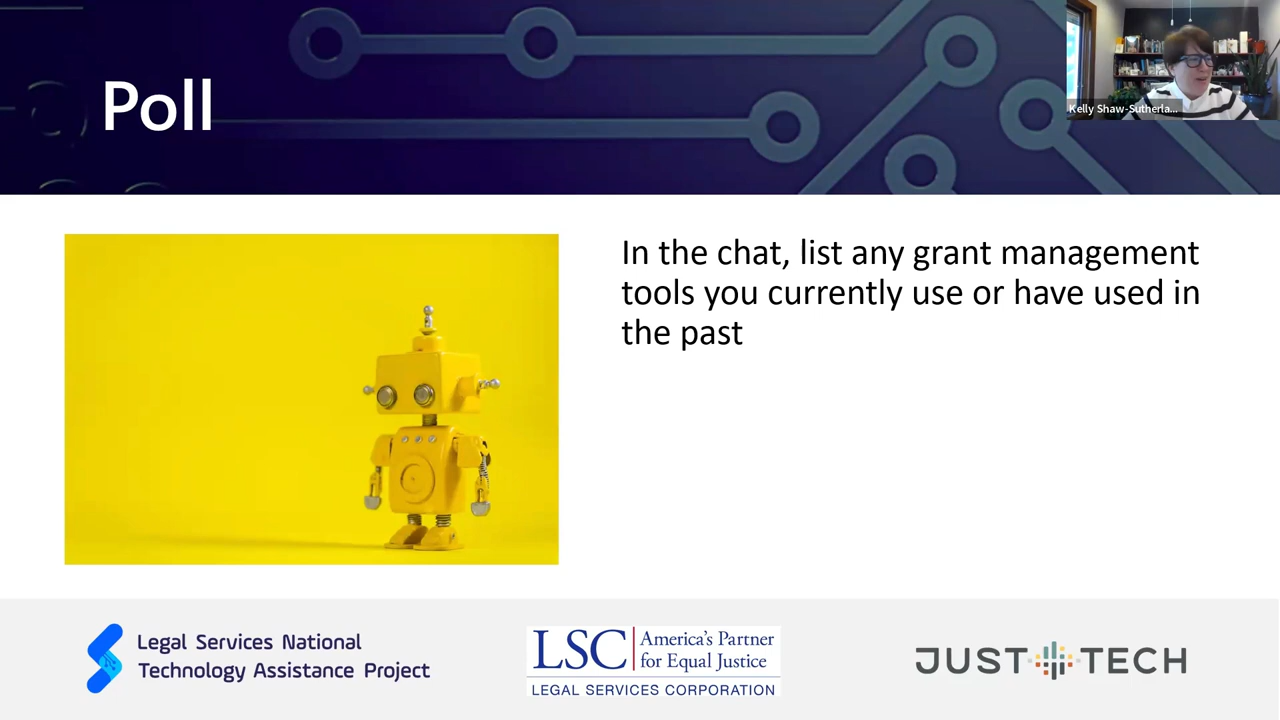 Poll
Kelly Shaw-Sutherla...
In the chat, list any grant management
tools you currently use or have used in
the past
Legal Services National
Technology Assistance Project
LSC
America's Partner
for Equal Justice
LEGAL SERVICES CORPORATION
JUST TECH